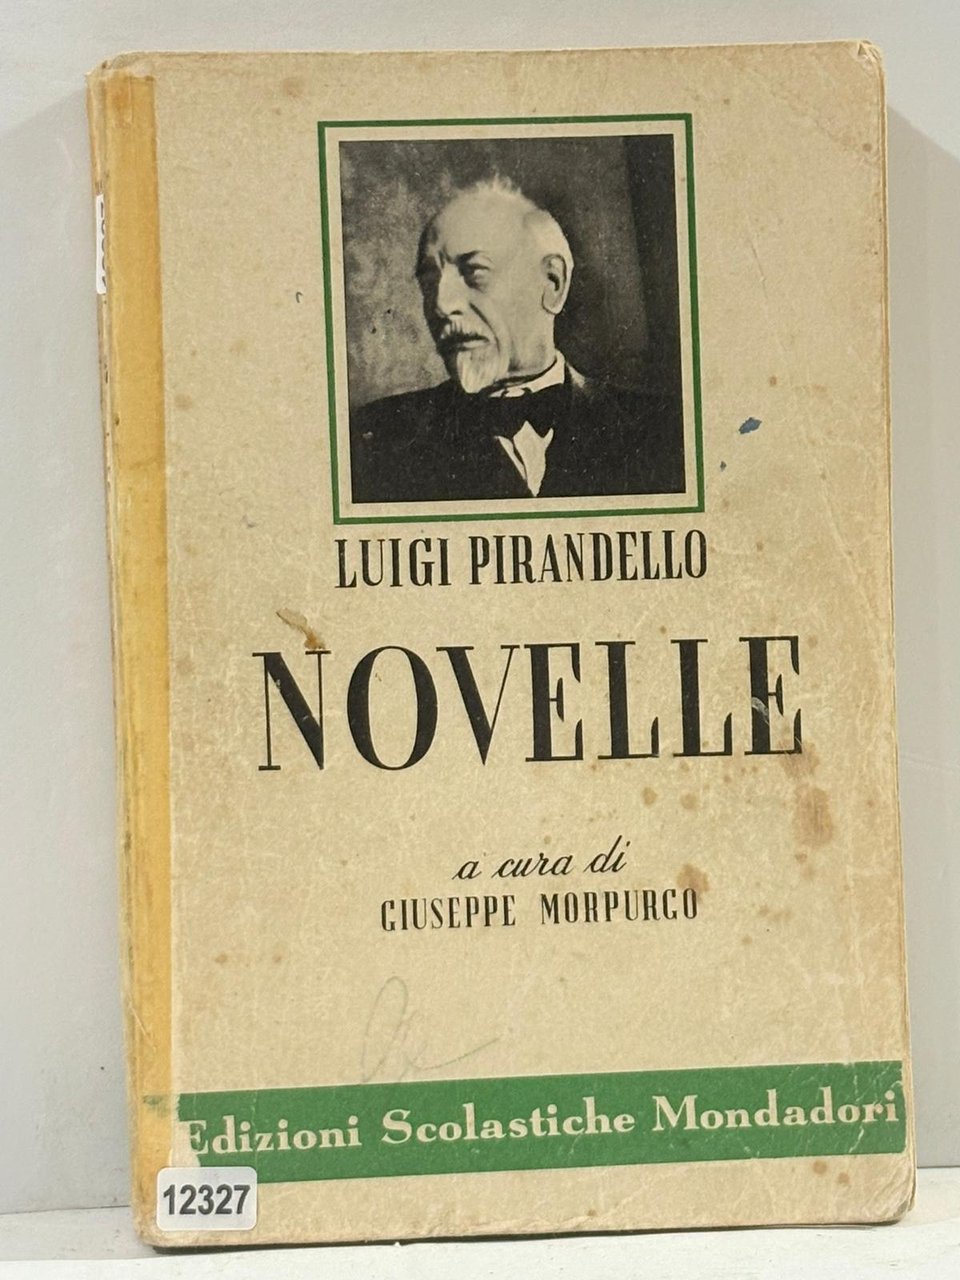 LUIGI PIRANDELLO
NOVELLE
a cura di
GIUSEPPE MORPURGO
Edizioni Scolastiche Mondadori
12327